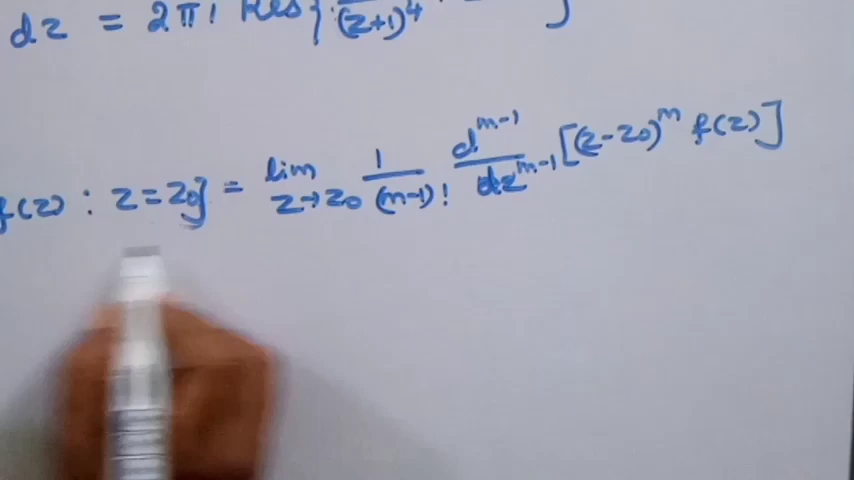 dz = 2πi Res{ /(z+1)^4 }
f(z) : z=z₀} = lim z→z₀ 1/(m-1)! d^{m-1}/dz^{m-1} [(z-z₀)^m f(z)]